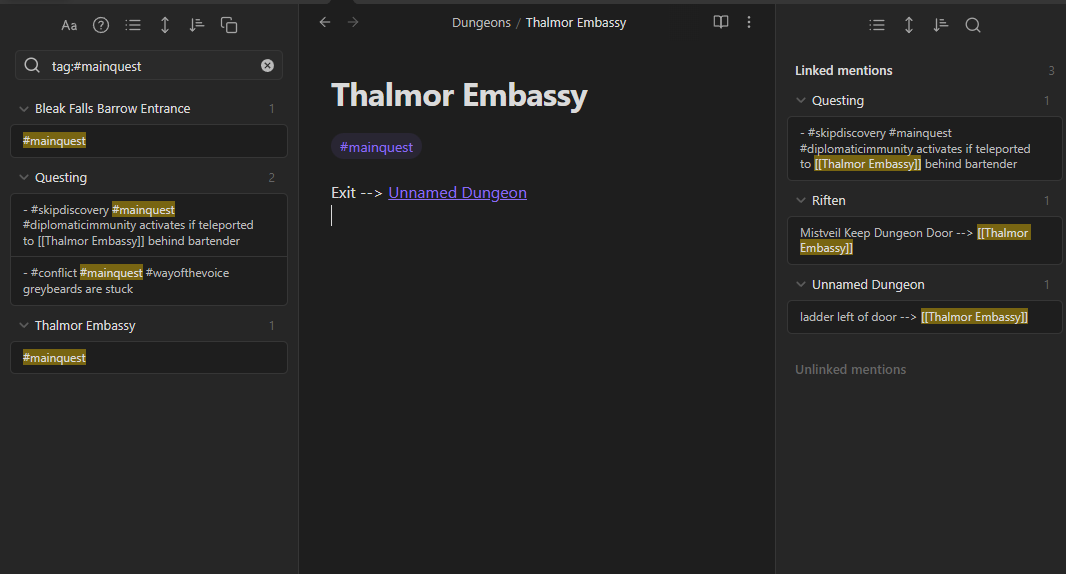 Aa
tag:#mainquest
Bleak Falls Barrow Entrance 1
#mainquest
Questing 2
- #skipdiscovery #mainquest
#diplomaticimmunity activates if teleported
to [[Thalmor Embassy]] behind bartender
- #conflict #mainquest #wayofthevoice
greybeards are stuck
Thalmor Embassy 1
#mainquest
Dungeons / Thalmor Embassy
Thalmor Embassy
#mainquest
Exit --> Unnamed Dungeon
Linked mentions 3
Questing 1
- #skipdiscovery #mainquest
#diplomaticimmunity activates if teleported
to [[Thalmor Embassy]] behind bartender
Riften 1
Mistveil Keep Dungeon Door --> [[Thalmor
Embassy]]
Unnamed Dungeon 1
ladder left of door --> [[Thalmor Embassy]]
Unlinked mentions